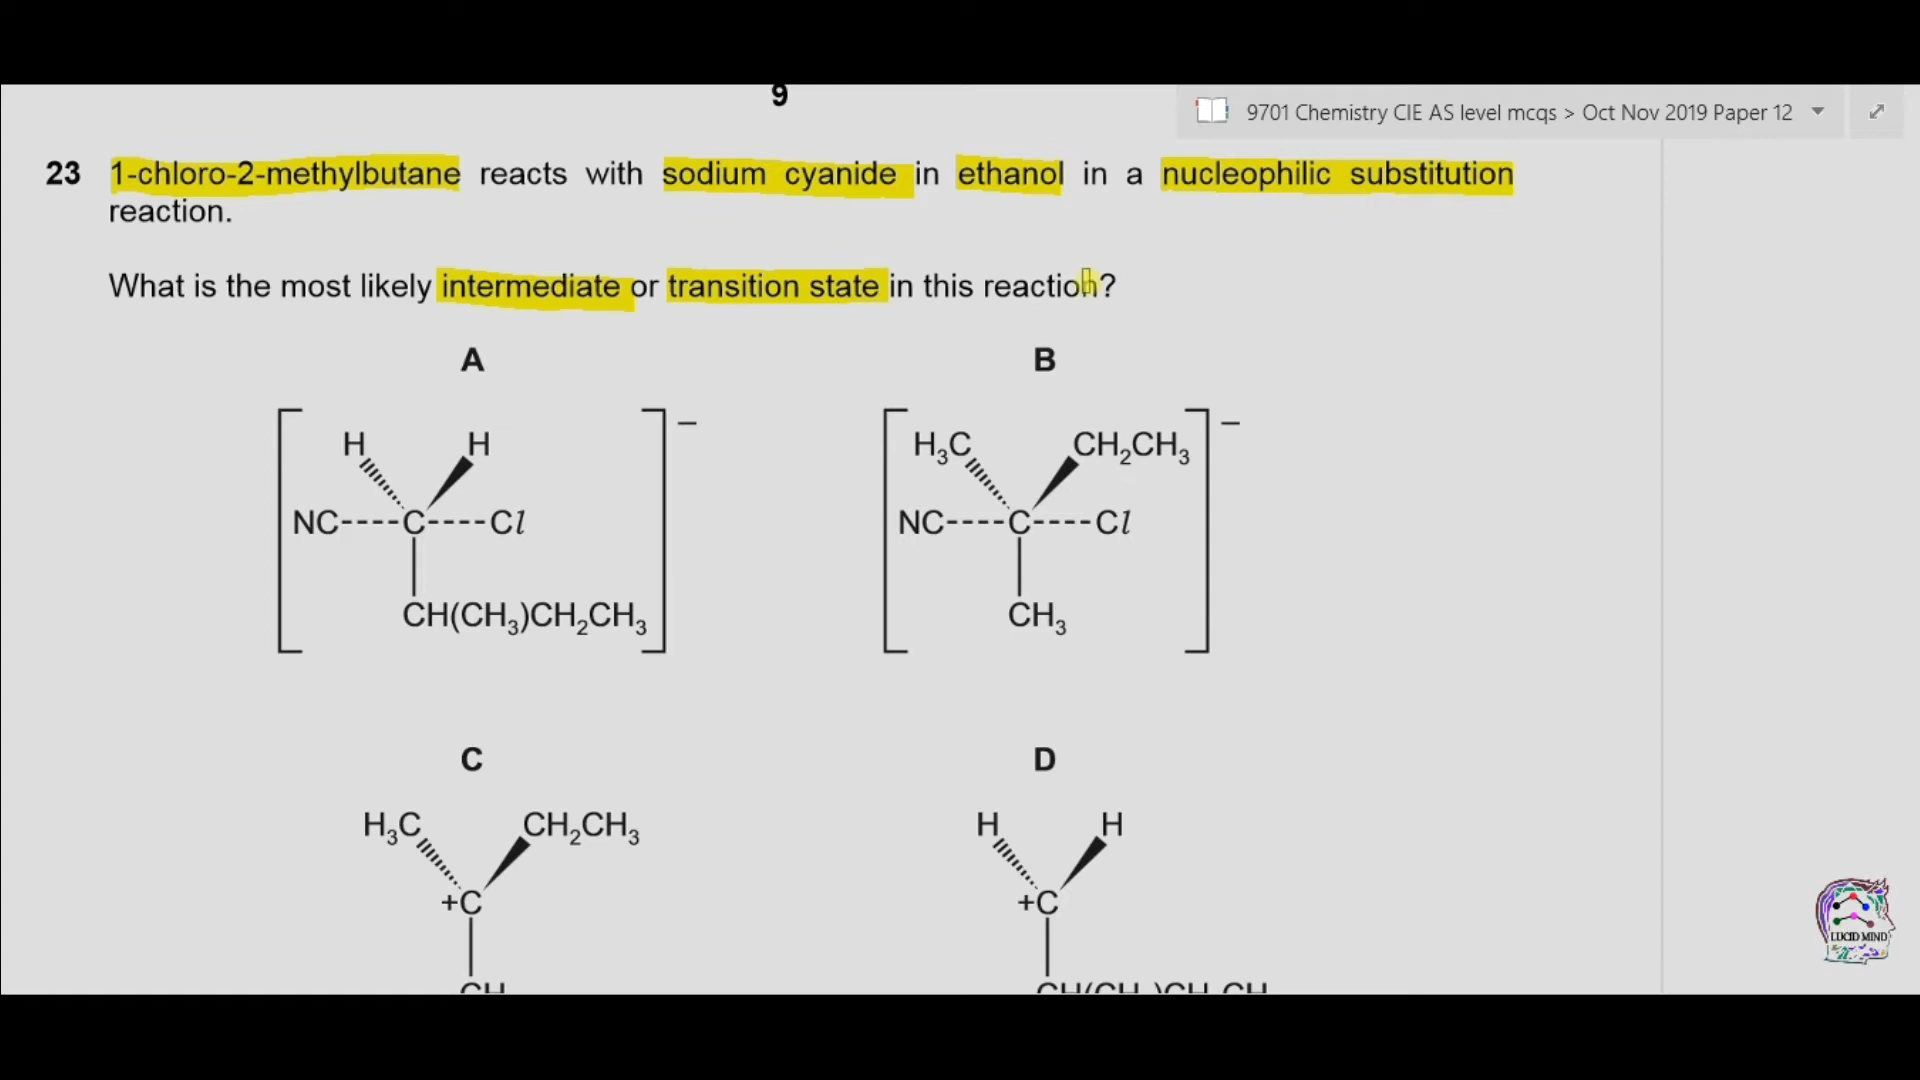 9
9701 Chemistry CIE AS level mcqs > Oct Nov 2019 Paper 12
23 1-chloro-2-methylbutane reacts with sodium cyanide in ethanol in a nucleophilic substitution
reaction.
What is the most likely intermediate or transition state in this reaction?
A B
H H – H₃C CH₂CH₃ –
NC----C----Cl NC----C----Cl
CH(CH₃)CH₂CH₃ CH₃
C D
H₃C CH₂CH₃ H H
+C +C
LUCID MIND